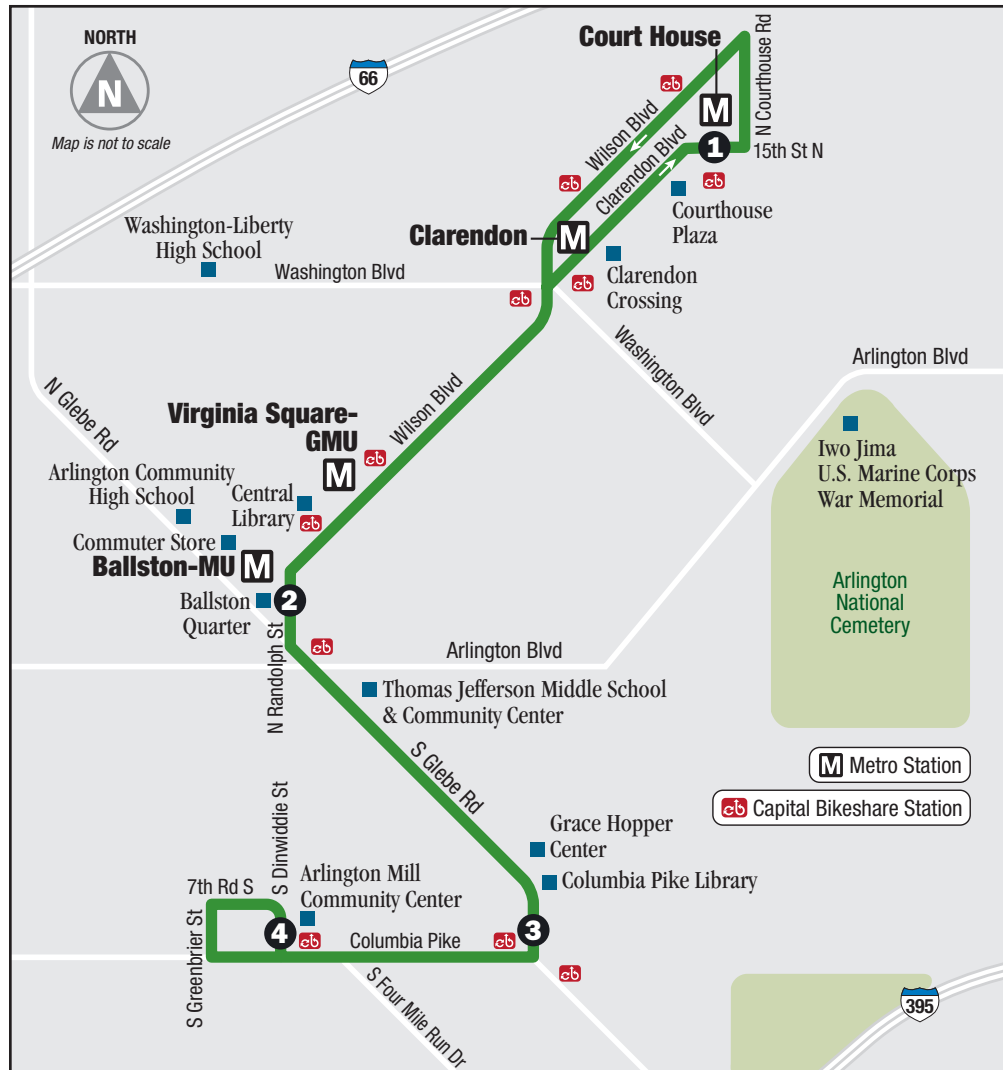 NORTH
N
Map is not to scale
66
Court House
M
N Courthouse Rd
Wilson Blvd
Clarendon Blvd
1
15th St N
Courthouse
Plaza
Washington-Liberty
High School
Clarendon
M
Washington Blvd
Clarendon
Crossing
Washington Blvd
Arlington Blvd
N Glebe Rd
Wilson Blvd
Virginia Square-
GMU
M
Iwo Jima
U.S. Marine Corps
War Memorial
Arlington Community
High School
Central
Library
Commuter Store
Ballston-MU
M
Ballston
Quarter
2
Arlington
National
Cemetery
N Randolph St
Arlington Blvd
Thomas Jefferson Middle School
& Community Center
S Glebe Rd
M Metro Station
cb Capital Bikeshare Station
S Dinwiddie St
Grace Hopper
Center
Columbia Pike Library
7th Rd S
Arlington Mill
Community Center
S Greenbrier St
4
Columbia Pike
3
S Four Mile Run Dr
395